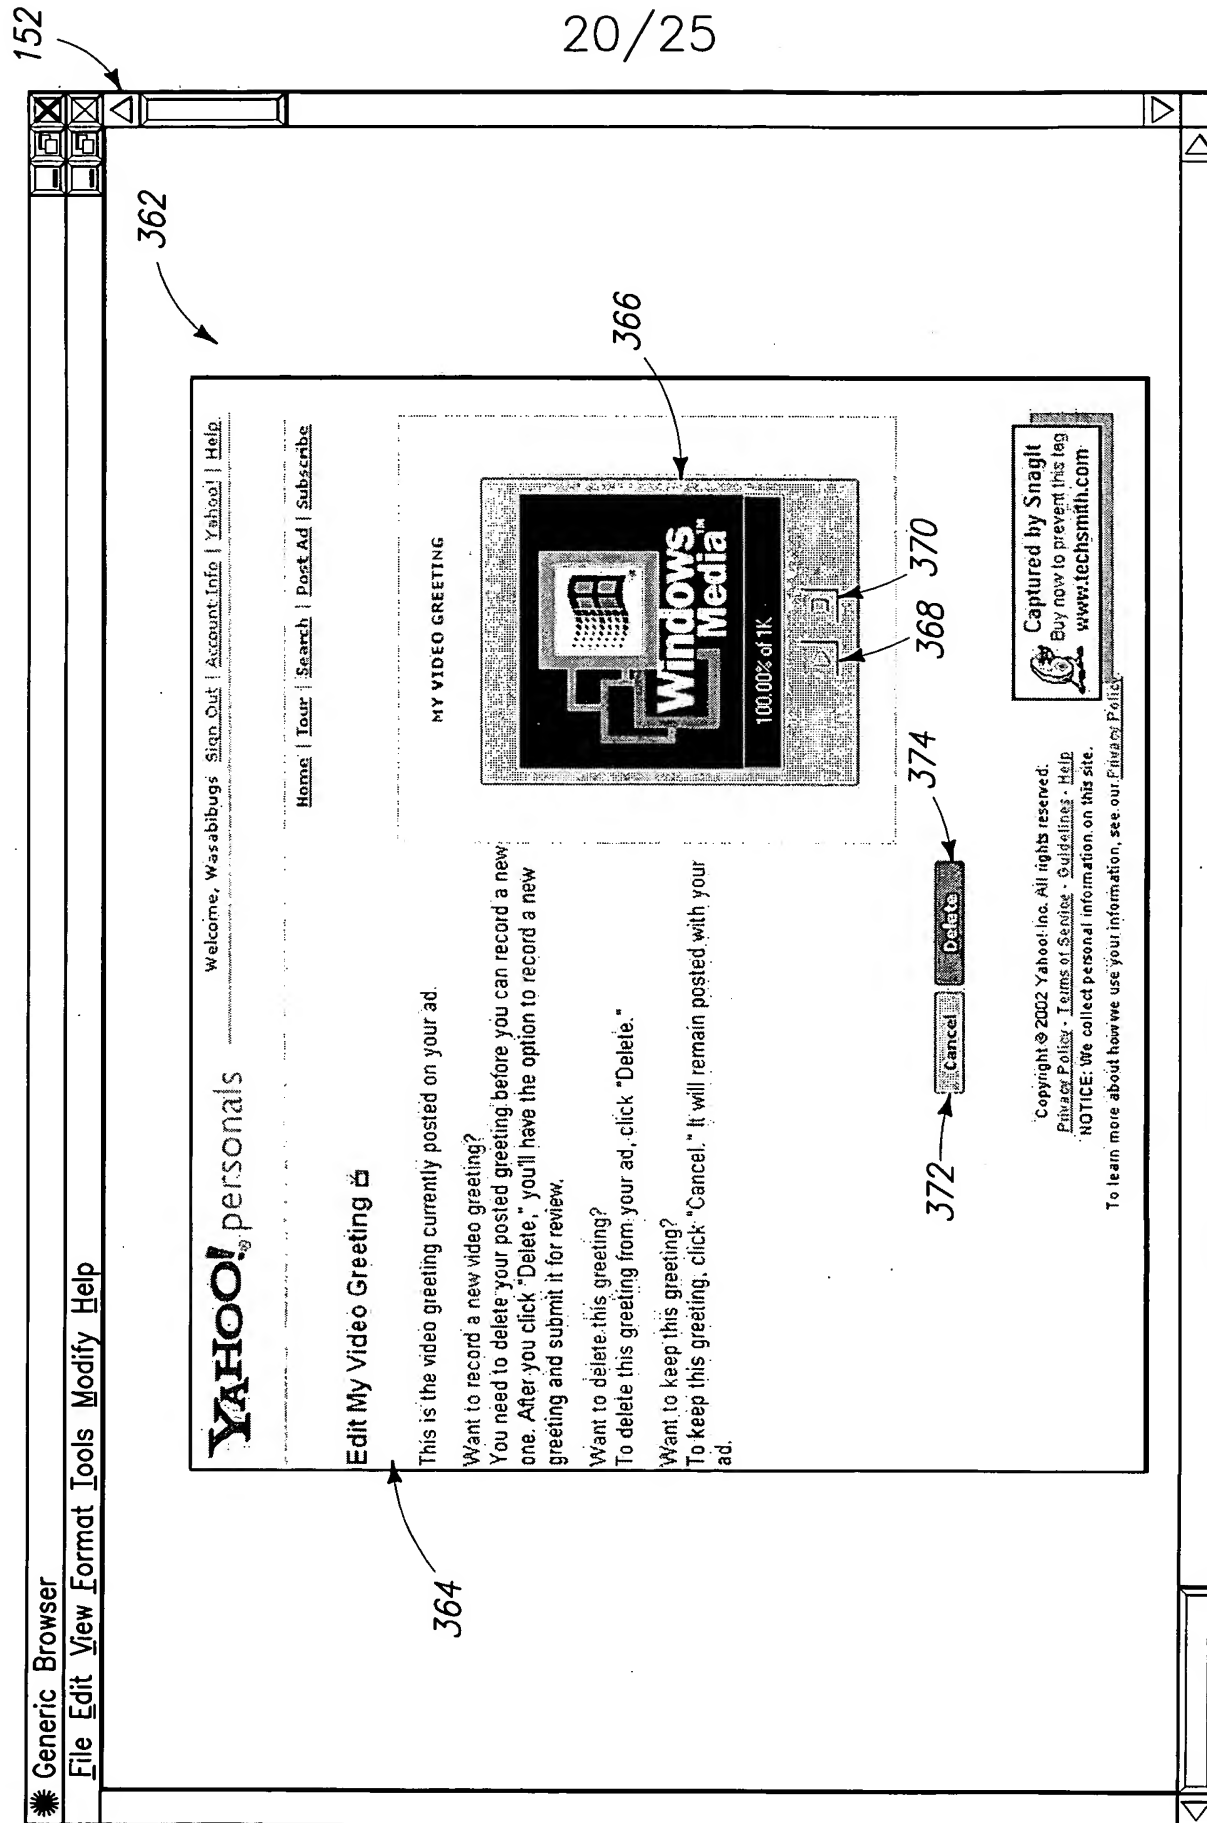 20/25
152
Generic Browser
File Edit View Format Tools Modify Help
362
YAHOO!® personals
Welcome, Wasabibugs Sign Out | Account Info | Yahoo! | Help
Home | Tour | Search | Post Ad | Subscribe
Edit My Video Greeting
364
This is the video greeting currently posted on your ad.
Want to record a new video greeting?
You need to delete your posted greeting before you can record a new
one. After you click "Delete," you'll have the option to record a new
greeting and submit it for review.
Want to delete this greeting?
To delete this greeting from your ad, click "Delete."
Want to keep this greeting?
To keep this greeting, click "Cancel." It will remain posted with your
ad.
MY VIDEO GREETING
366
Windows
Media™
100.00% of 1K
368
370
372
Cancel
Delete
374
Copyright © 2002 Yahoo! Inc. All rights reserved.
Privacy Policy - Terms of Service - Guidelines - Help
NOTICE: We collect personal information on this site.
To learn more about how we use your information, see our Privacy Policy
Captured by SnagIt
Buy now to prevent this tag
www.techsmith.com